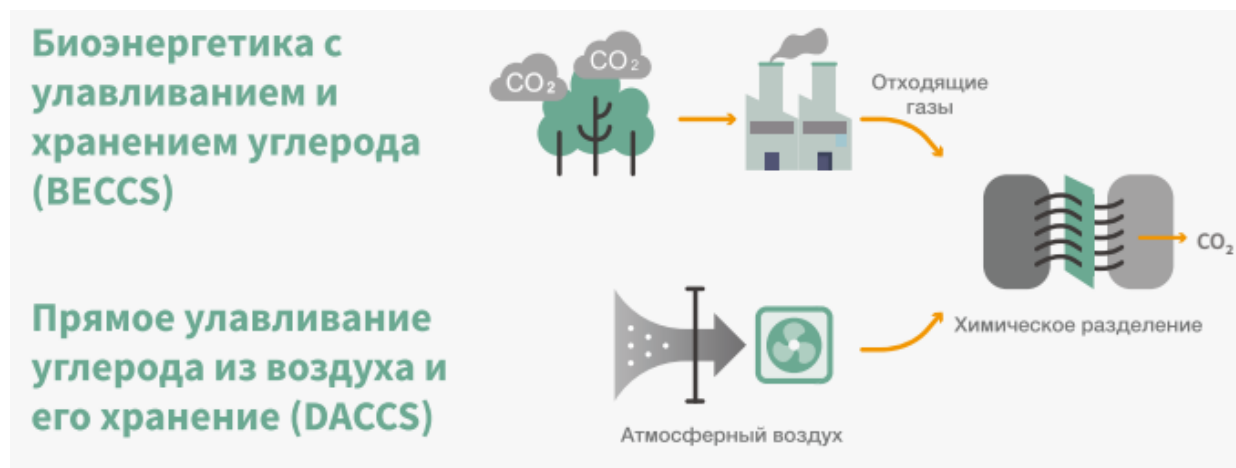 Биоэнергетика с
улавливанием и
хранением углерода
(BECCS)
CO₂
CO₂
Отходящие
газы
CO₂
Химическое разделение
Прямое улавливание
углерода из воздуха и
его хранение (DACCS)
Атмосферный воздух